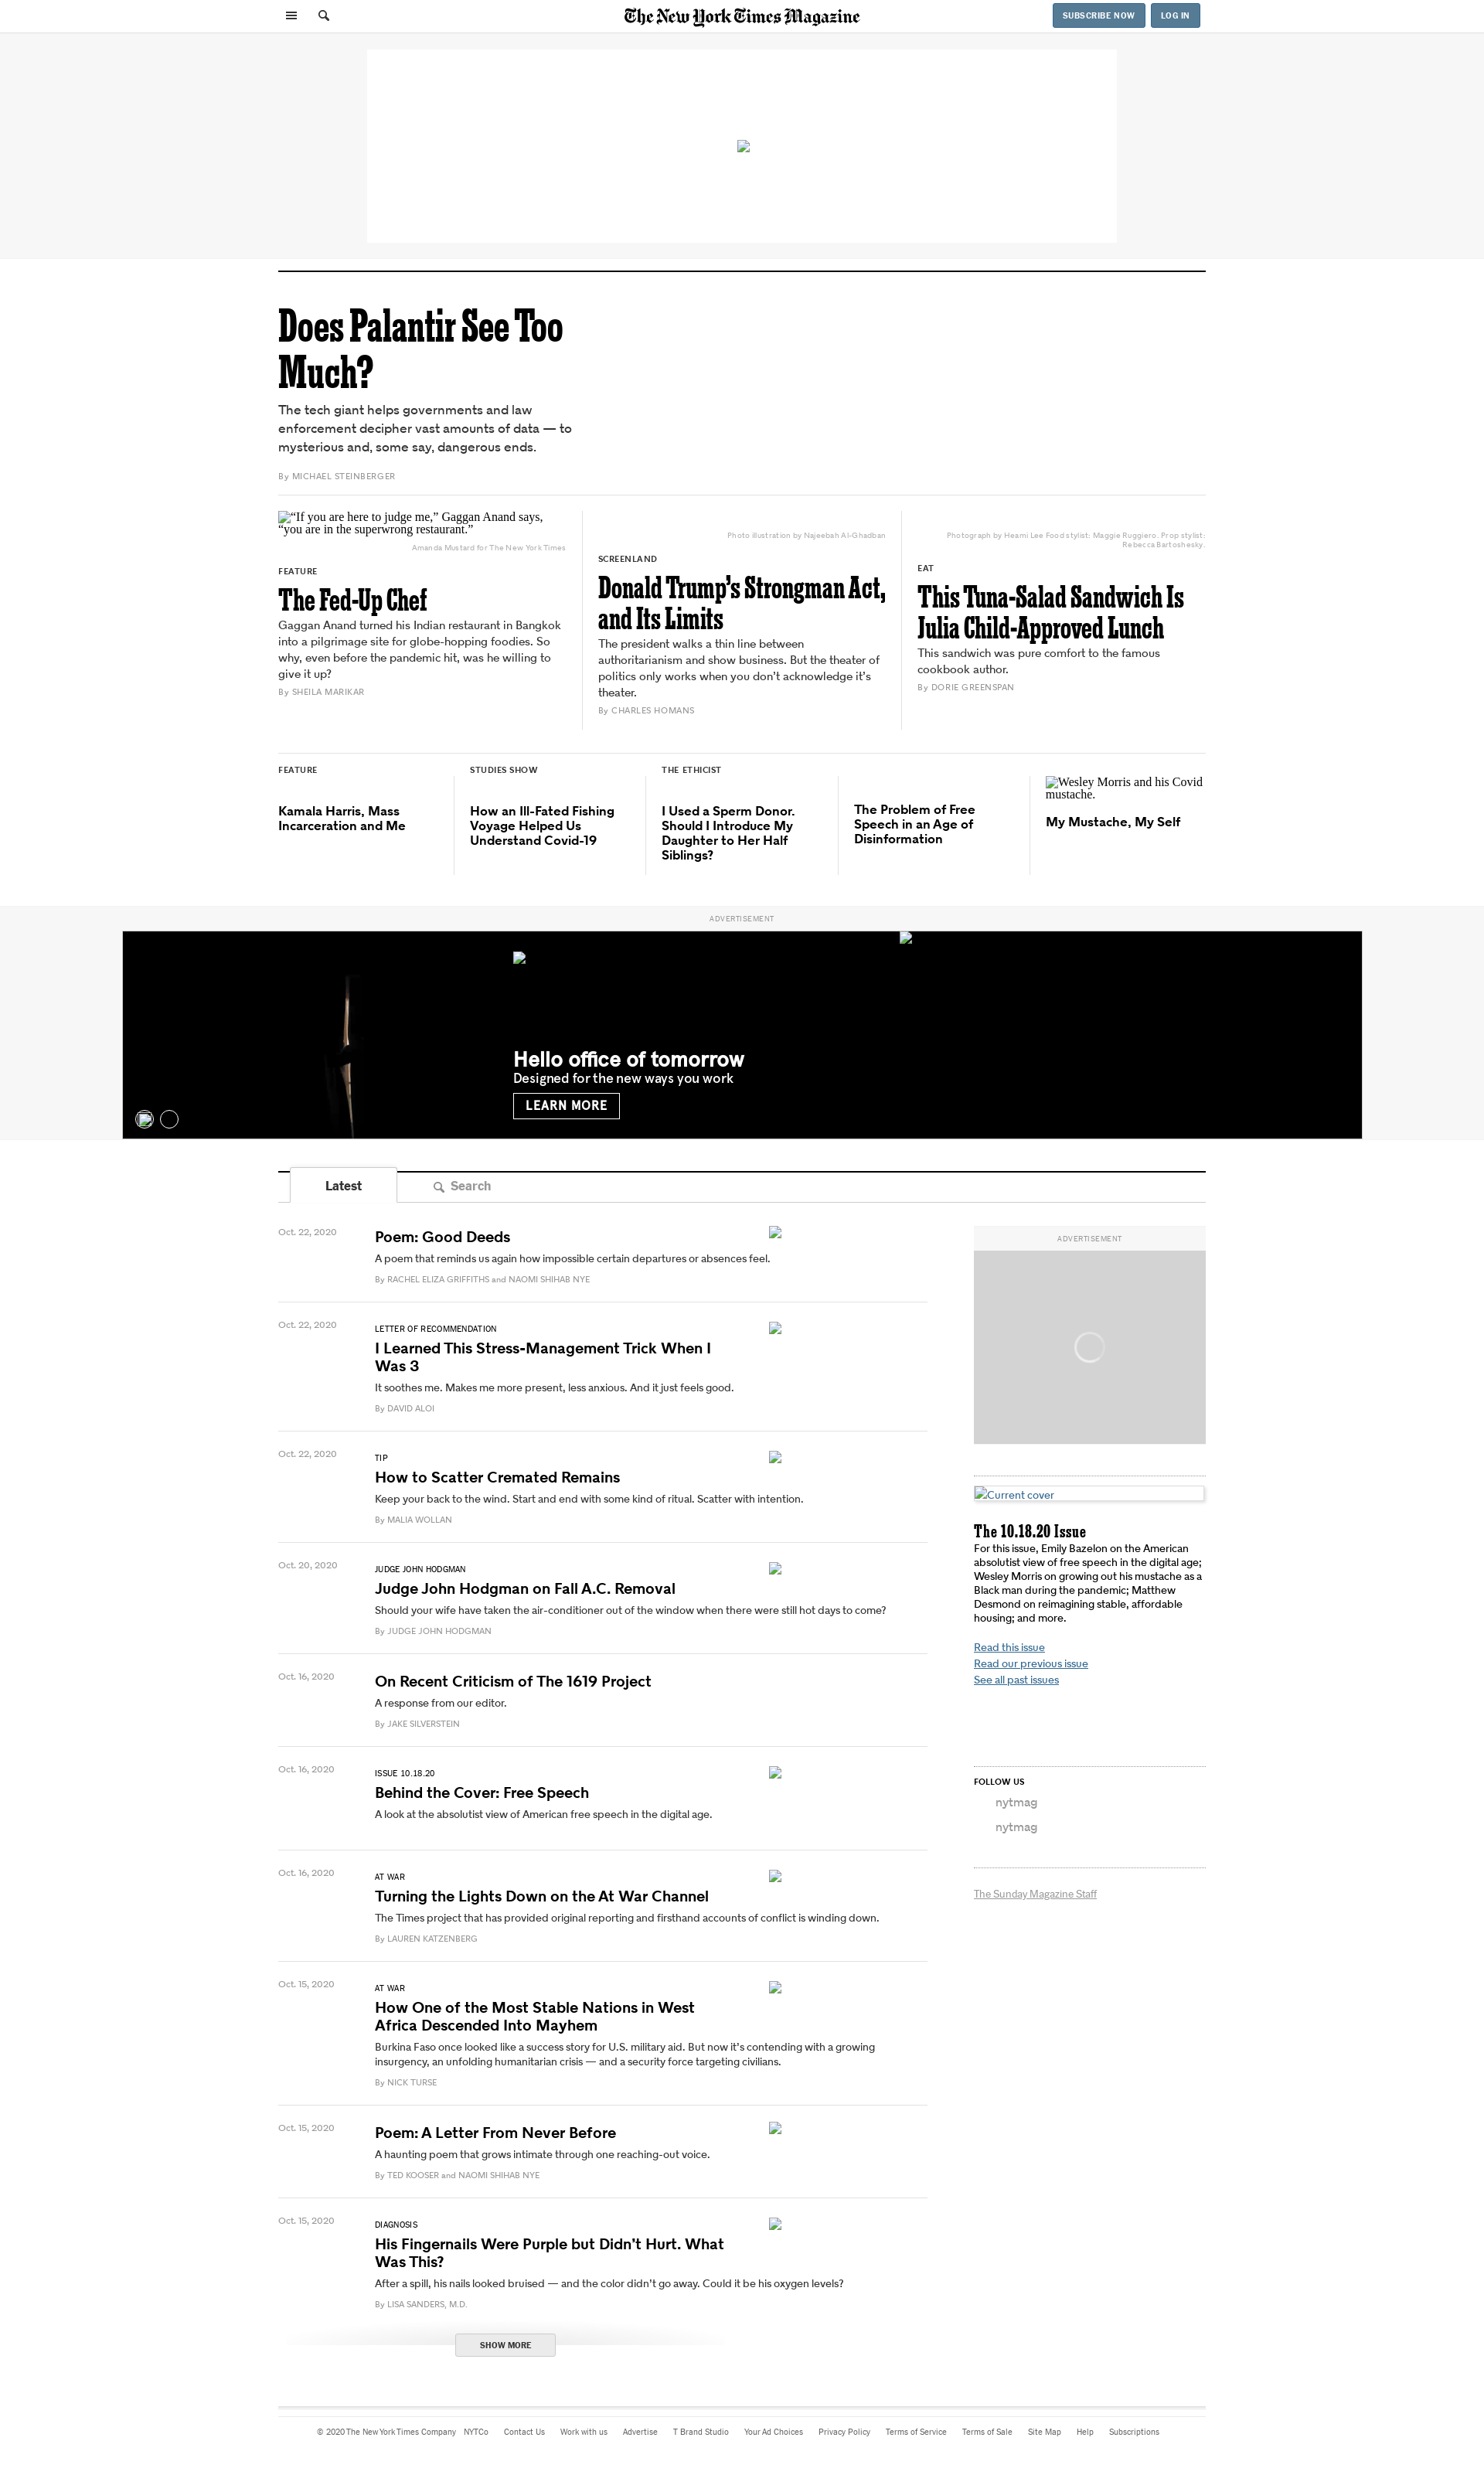 The New York Times Magazine
SUBSCRIBE NOW
LOG IN
Does Palantir See Too
Much?
The tech giant helps governments and law
enforcement decipher vast amounts of data — to
mysterious and, some say, dangerous ends.
By MICHAEL STEINBERGER
“If you are here to judge me,” Gaggan Anand says,
“you are in the superwrong restaurant.”
Amanda Mustard for The New York Times
FEATURE
The Fed-Up Chef
Gaggan Anand turned his Indian restaurant in Bangkok
into a pilgrimage site for globe-hopping foodies. So
why, even before the pandemic hit, was he willing to
give it up?
By SHEILA MARIKAR
Photo illustration by Najeebah Al-Ghadban
SCREENLAND
Donald Trump’s Strongman Act,
and Its Limits
The president walks a thin line between
authoritarianism and show business. But the theater of
politics only works when you don’t acknowledge it’s
theater.
By CHARLES HOMANS
Photograph by Heami Lee Food stylist: Maggie Ruggiero. Prop stylist:
Rebecca Bartoshesky.
EAT
This Tuna-Salad Sandwich Is
Julia Child-Approved Lunch
This sandwich was pure comfort to the famous
cookbook author.
By DORIE GREENSPAN
FEATURE
Kamala Harris, Mass
Incarceration and Me
STUDIES SHOW
How an Ill-Fated Fishing
Voyage Helped Us
Understand Covid-19
THE ETHICIST
I Used a Sperm Donor.
Should I Introduce My
Daughter to Her Half
Siblings?
The Problem of Free
Speech in an Age of
Disinformation
Wesley Morris and his Covid
mustache.
My Mustache, My Self
ADVERTISEMENT
Hello office of tomorrow
Designed for the new ways you work
LEARN MORE
Latest
Search
Oct. 22, 2020
Poem: Good Deeds
A poem that reminds us again how impossible certain departures or absences feel.
By RACHEL ELIZA GRIFFITHS and NAOMI SHIHAB NYE
Oct. 22, 2020
LETTER OF RECOMMENDATION
I Learned This Stress-Management Trick When I
Was 3
It soothes me. Makes me more present, less anxious. And it just feels good.
By DAVID ALOI
Oct. 22, 2020
TIP
How to Scatter Cremated Remains
Keep your back to the wind. Start and end with some kind of ritual. Scatter with intention.
By MALIA WOLLAN
Oct. 20, 2020
JUDGE JOHN HODGMAN
Judge John Hodgman on Fall A.C. Removal
Should your wife have taken the air-conditioner out of the window when there were still hot days to come?
By JUDGE JOHN HODGMAN
Oct. 16, 2020
On Recent Criticism of The 1619 Project
A response from our editor.
By JAKE SILVERSTEIN
Oct. 16, 2020
ISSUE 10.18.20
Behind the Cover: Free Speech
A look at the absolutist view of American free speech in the digital age.
Oct. 16, 2020
AT WAR
Turning the Lights Down on the At War Channel
The Times project that has provided original reporting and firsthand accounts of conflict is winding down.
By LAUREN KATZENBERG
Oct. 15, 2020
AT WAR
How One of the Most Stable Nations in West
Africa Descended Into Mayhem
Burkina Faso once looked like a success story for U.S. military aid. But now it’s contending with a growing
insurgency, an unfolding humanitarian crisis — and a security force targeting civilians.
By NICK TURSE
Oct. 15, 2020
Poem: A Letter From Never Before
A haunting poem that grows intimate through one reaching-out voice.
By TED KOOSER and NAOMI SHIHAB NYE
Oct. 15, 2020
DIAGNOSIS
His Fingernails Were Purple but Didn’t Hurt. What
Was This?
After a spill, his nails looked bruised — and the color didn’t go away. Could it be his oxygen levels?
By LISA SANDERS, M.D.
SHOW MORE
ADVERTISEMENT
Current cover
The 10.18.20 Issue
For this issue, Emily Bazelon on the American
absolutist view of free speech in the digital age;
Wesley Morris on growing out his mustache as a
Black man during the pandemic; Matthew
Desmond on reimagining stable, affordable
housing; and more.
Read this issue
Read our previous issue
See all past issues
FOLLOW US
nytmag
nytmag
The Sunday Magazine Staff
© 2020 The New York Times Company NYTCo Contact Us Work with us Advertise T Brand Studio Your Ad Choices Privacy Policy Terms of Service Terms of Sale Site Map Help Subscriptions